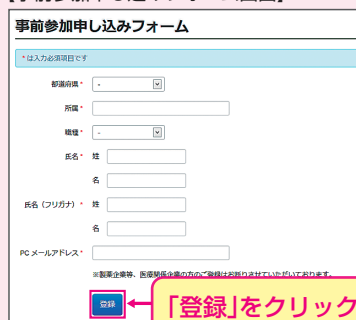 事前参加申し込みフォーム
*は入力必須項目です
都道府県* -
所属*
職種* -
氏名* 姓
名
氏名(フリガナ)* 姓
名
PCメールアドレス*
※製薬企業等、医療関係企業の方のご登録はお断りさせていただいております。
登録
「登録」をクリック